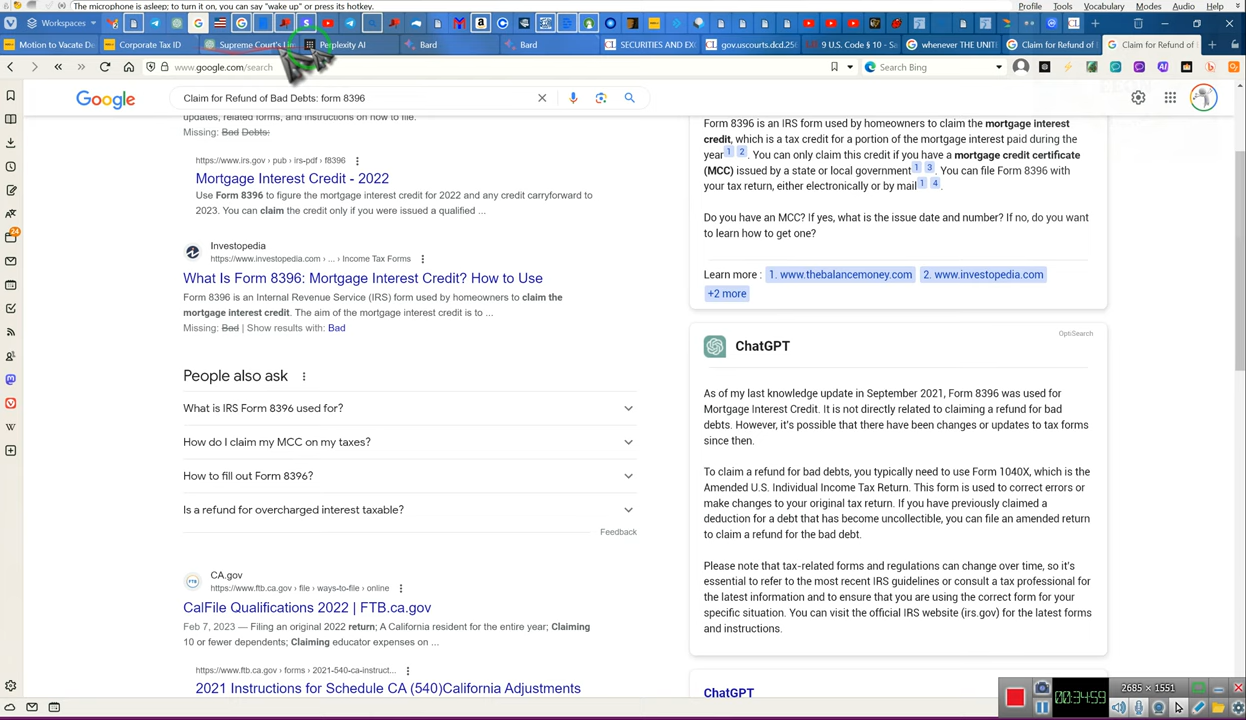 The microphone is asleep; to turn it on, you can say "wake up" or press its hotkey.
Profile Tools Vocabulary Modes Audio Help
Workspaces
Motion to Vacate D
Corporate Tax ID
Supreme Court's Lin
Perplexity AI
Bard
Bard
SECURITIES AND EX
gov.uscourts.dcd.256
9 U.S. Code § 10 - S
whenever THE UNIT
Claim for Refund of
Claim for Refund of
www.google.com/search
Search Bing
Google
Claim for Refund of Bad Debts: form 8396
updates, related forms, and instructions on how to file.
Missing: Bad Debts:
https://www.irs.gov › pub › irs-pdf › f8396
Mortgage Interest Credit - 2022
Use Form 8396 to figure the mortgage interest credit for 2022 and any credit carryforward to
2023. You can claim the credit only if you were issued a qualified ...
Investopedia
https://www.investopedia.com › ... › Income Tax Forms
What Is Form 8396: Mortgage Interest Credit? How to Use
Form 8396 is an Internal Revenue Service (IRS) form used by homeowners to claim the
mortgage interest credit. The aim of the mortgage interest credit is to ...
Missing: Bad | Show results with: Bad
People also ask
What is IRS Form 8396 used for?
How do I claim my MCC on my taxes?
How to fill out Form 8396?
Is a refund for overcharged interest taxable?
Feedback
CA.gov
https://www.ftb.ca.gov › file › ways-to-file › online
CalFile Qualifications 2022 | FTB.ca.gov
Feb 7, 2023 — Filing an original 2022 return; A California resident for the entire year; Claiming
10 or fewer dependents; Claiming educator expenses on ...
https://www.ftb.ca.gov › forms › 2021-540-ca-instruct...
2021 Instructions for Schedule CA (540)California Adjustments
Form 8396 is an IRS form used by homeowners to claim the mortgage interest
credit, which is a tax credit for a portion of the mortgage interest paid during the
year 1 2. You can only claim this credit if you have a mortgage credit certificate
(MCC) issued by a state or local government 1 3. You can file Form 8396 with
your tax return, either electronically or by mail 1 4.
Do you have an MCC? If yes, what is the issue date and number? If no, do you want
to learn how to get one?
Learn more : 1. www.thebalancemoney.com 2. www.investopedia.com
+2 more
OptiSearch
ChatGPT
As of my last knowledge update in September 2021, Form 8396 was used for
Mortgage Interest Credit. It is not directly related to claiming a refund for bad
debts. However, it's possible that there have been changes or updates to tax forms
since then.
To claim a refund for bad debts, you typically need to use Form 1040X, which is the
Amended U.S. Individual Income Tax Return. This form is used to correct errors or
make changes to your original tax return. If you have previously claimed a
deduction for a debt that has become uncollectible, you can file an amended return
to claim a refund for the bad debt.
Please note that tax-related forms and regulations can change over time, so it's
essential to refer to the most recent IRS guidelines or consult a tax professional for
the latest information and to ensure that you are using the correct form for your
specific situation. You can visit the official IRS website (irs.gov) for the latest forms
and instructions.
ChatGPT
24
2685 × 1551
00:34:59